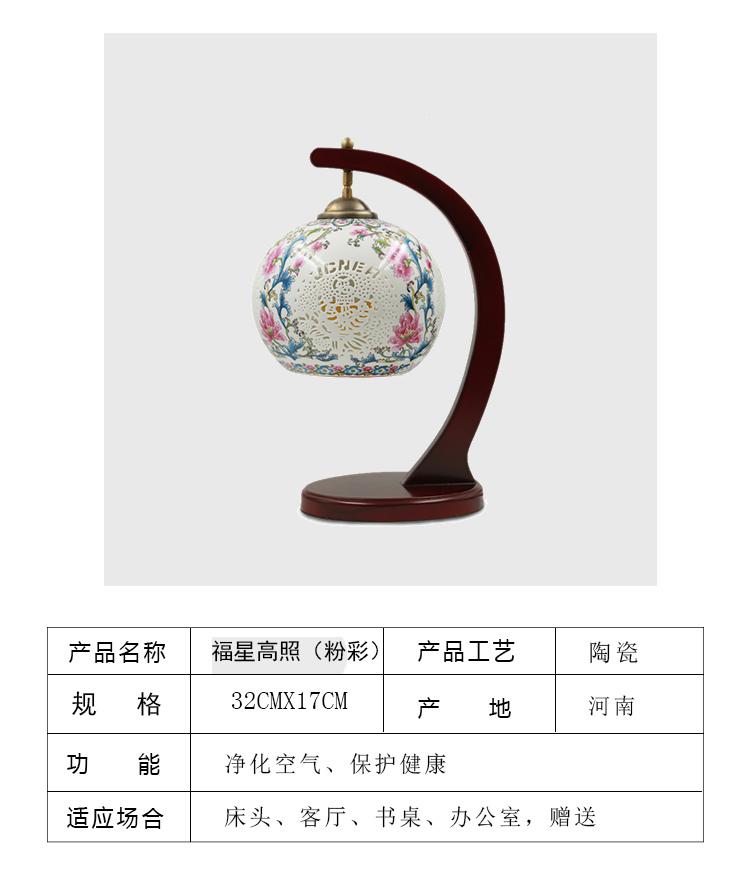 JCNEH
产品名称 福星高照（粉彩） 产品工艺 陶瓷
规 格 32CMX17CM 产 地 河南
功 能 净化空气、保护健康
适应场合 床头、客厅、书桌、办公室，赠送